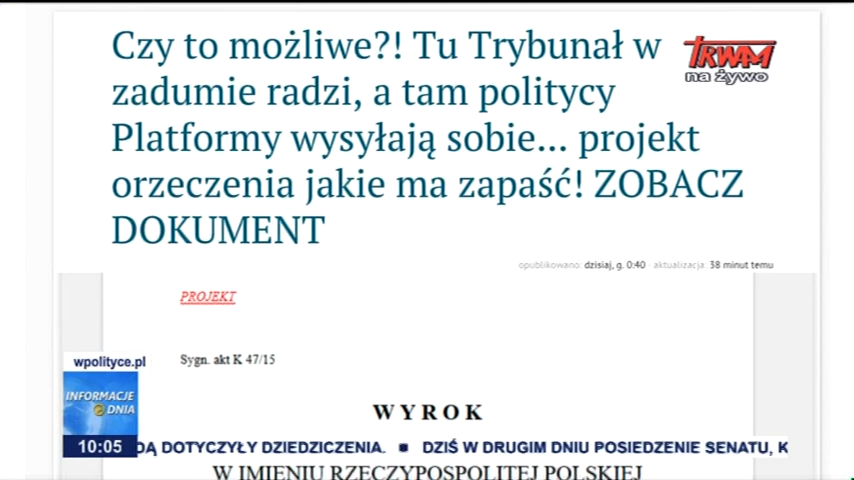 Czy to możliwe?! Tu Trybunał w
zadumie radzi, a tam politycy
Platformy wysyłają sobie... projekt
orzeczenia jakie ma zapaść! ZOBACZ
DOKUMENT
TRWAM
na żywo
opublikowano: dzisiaj, g. 0:40 · aktualizacja: 38 minut temu
PROJEKT
Sygn. akt K 47/15
wpolityce.pl
WYROK
INFORMACJE
DNIA
10:05
DĄ DOTYCZYŁY DZIEDZICZENIA. ■ DZIŚ W DRUGIM DNIU POSIEDZENIE SENATU, K
W IMIENIU RZECZYPOSPOLITEJ POLSKIEJ